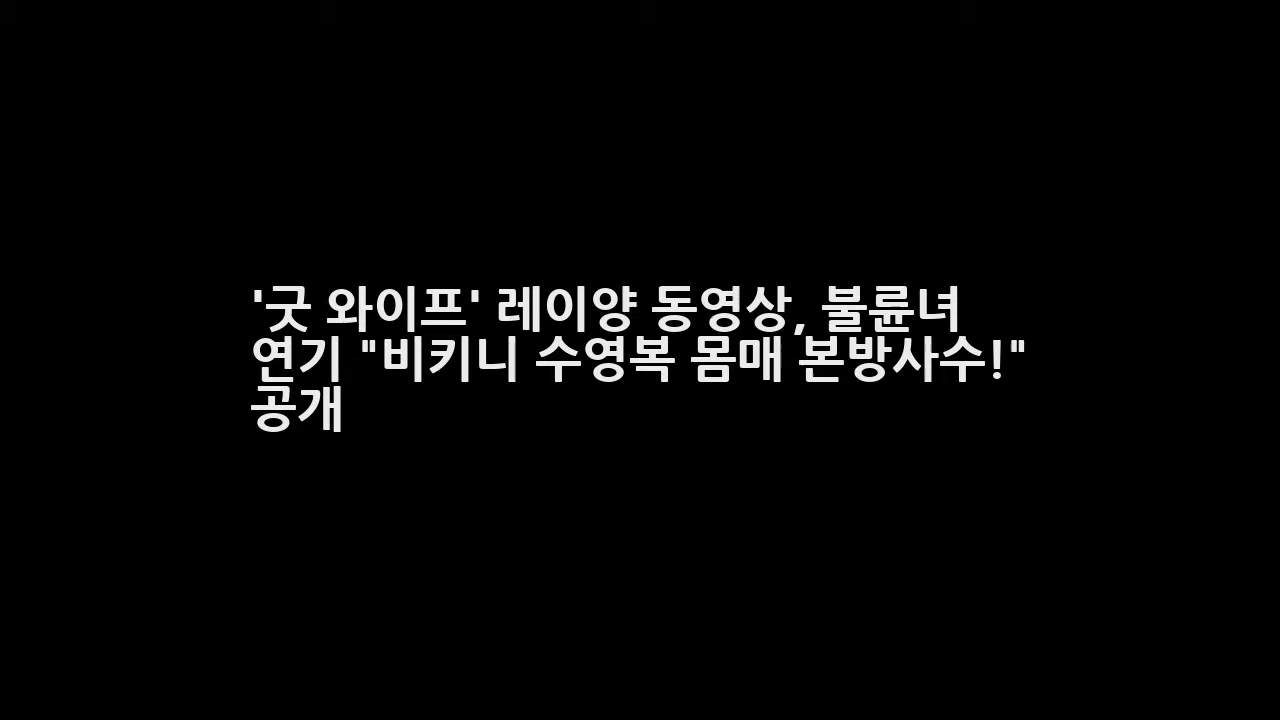 '굿 와이프' 레이양 동영상, 불륜녀
연기 "비키니 수영복 몸매 본방사수!"
공개